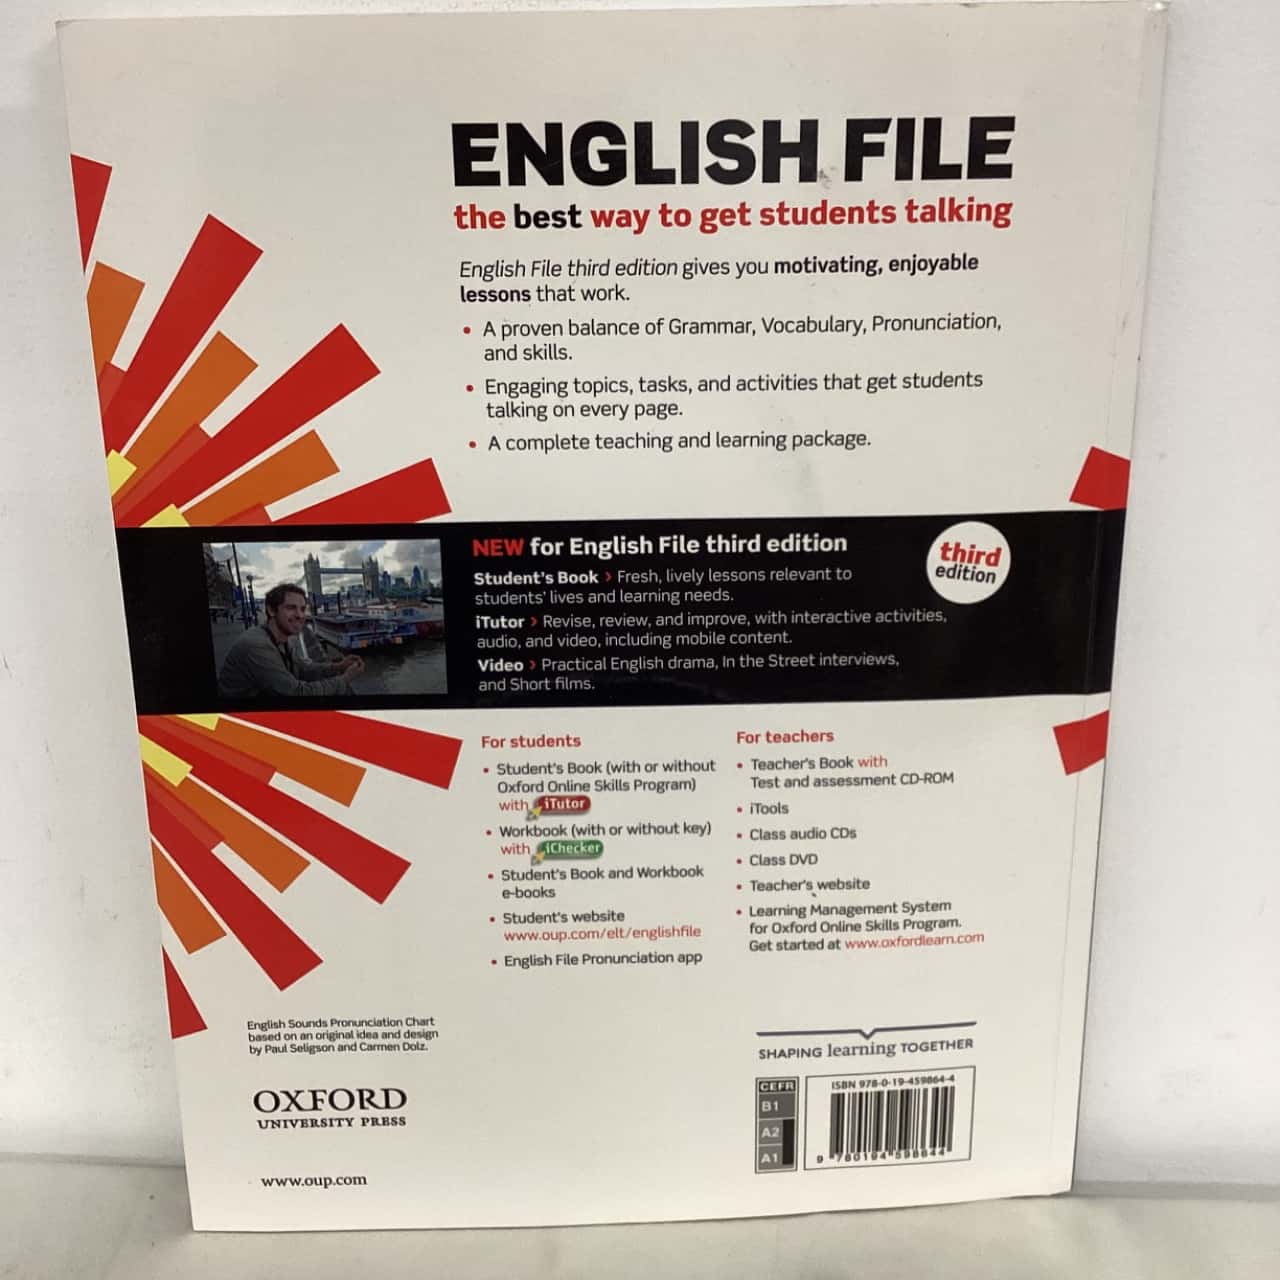 ENGLISH FILE
the best way to get students talking
English File third edition gives you motivating, enjoyable
lessons that work.
• A proven balance of Grammar, Vocabulary, Pronunciation,
and skills.
• Engaging topics, tasks, and activities that get students
talking on every page.
• A complete teaching and learning package.
NEW for English File third edition
third
edition
Student's Book > Fresh, lively lessons relevant to
students' lives and learning needs.
iTutor > Revise, review, and improve, with interactive activities,
audio, and video, including mobile content.
Video > Practical English drama, In the Street interviews,
and Short films.
For students
• Student's Book (with or without
Oxford Online Skills Program)
with iTutor
• Workbook (with or without key)
with iChecker
• Student's Book and Workbook
e-books
• Student's website
www.oup.com/elt/englishfile
• English File Pronunciation app
For teachers
• Teacher's Book with
Test and assessment CD-ROM
• iTools
• Class audio CDs
• Class DVD
• Teacher's website
• Learning Management System
for Oxford Online Skills Program.
Get started at www.oxfordlearn.com
English Sounds Pronunciation Chart
based on an original idea and design
by Paul Seligson and Carmen Dolz.
OXFORD
UNIVERSITY PRESS
www.oup.com
SHAPING learning TOGETHER
CEFR
B1
A2
A1
ISBN 978-0-19-459864-4
9 780194 598644